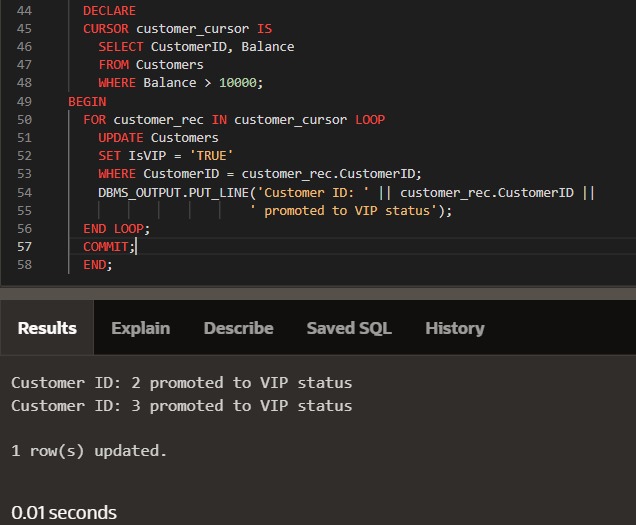 44 DECLARE
45 CURSOR customer_cursor IS
46 SELECT CustomerID, Balance
47 FROM Customers
48 WHERE Balance > 10000;
49 BEGIN
50 FOR customer_rec IN customer_cursor LOOP
51 UPDATE Customers
52 SET IsVIP = 'TRUE'
53 WHERE CustomerID = customer_rec.CustomerID;
54 DBMS_OUTPUT.PUT_LINE('Customer ID: ' || customer_rec.CustomerID ||
55 ' promoted to VIP status');
56 END LOOP;
57 COMMIT;
58 END;
Results Explain Describe Saved SQL History
Customer ID: 2 promoted to VIP status
Customer ID: 3 promoted to VIP status
1 row(s) updated.
0.01 seconds